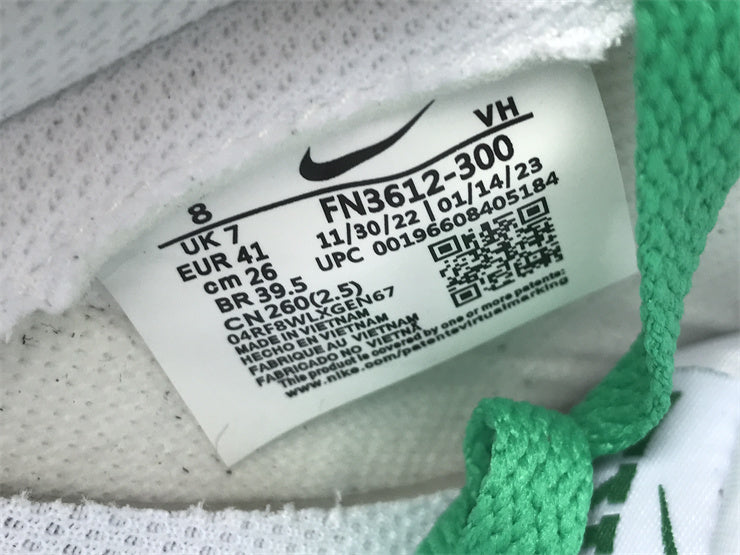 VH
8
FN3612-300
UK 7
11/30/22 | 01/14/23
EUR 41
UPC 00196608405184
cm 26
BR 39.5
CN 260(2.5)
04RF8WLXGEN67
MADE IN VIETNAM
HECHO EN VIETNAM
FABRIQUE AU VIETNAM
FABRICADO NO VIETNÃ
This product is covered by one or more patents:
www.nike.com/patentsvirtualmarking